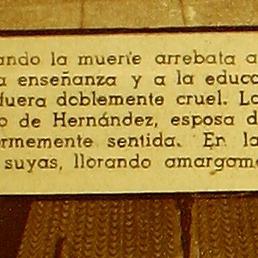 ando la muerte arrebata a
a enseñanza y a la educa
fuera doblemente cruel. La
o de Hernández, esposa d
ormemente sentida. En la
suyas, llorando amargame